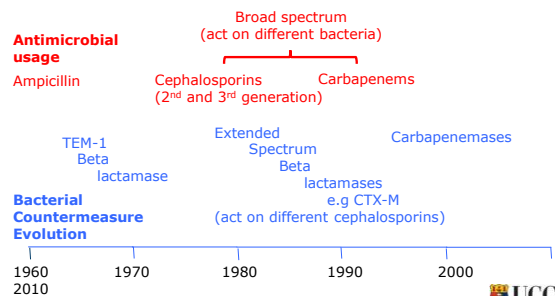 Broad spectrum
(act on different bacteria)
Antimicrobial
usage
Ampicillin
Cephalosporins
(2nd and 3rd generation)
Carbapenems
TEM-1
Beta
lactamase
Extended
Spectrum
Beta
lactamases
e.g CTX-M
(act on different cephalosporins)
Carbapenemases
Bacterial
Countermeasure
Evolution
1960 1970 1980 1990 2000
2010
UCC